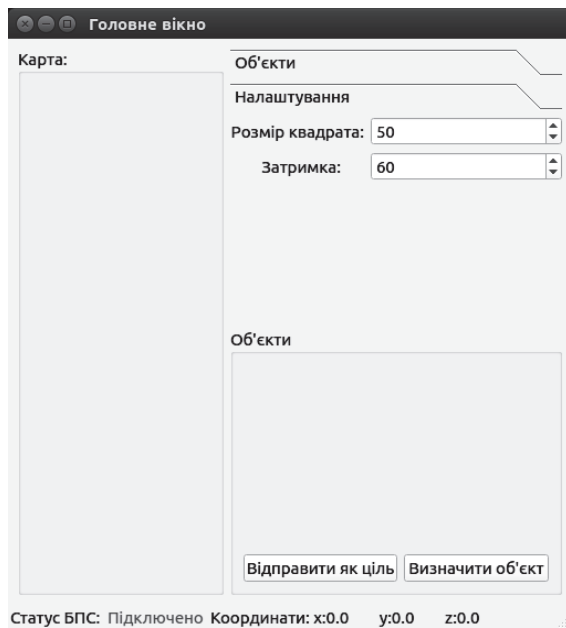 Головне вікно
Карта:
Об'єкти
Налаштування
Розмір квадрата: 50
Затримка: 60
Об'єкти
Відправити як ціль Визначити об'єкт
Статус БПС: Підключено Координати: x:0.0 y:0.0 z:0.0